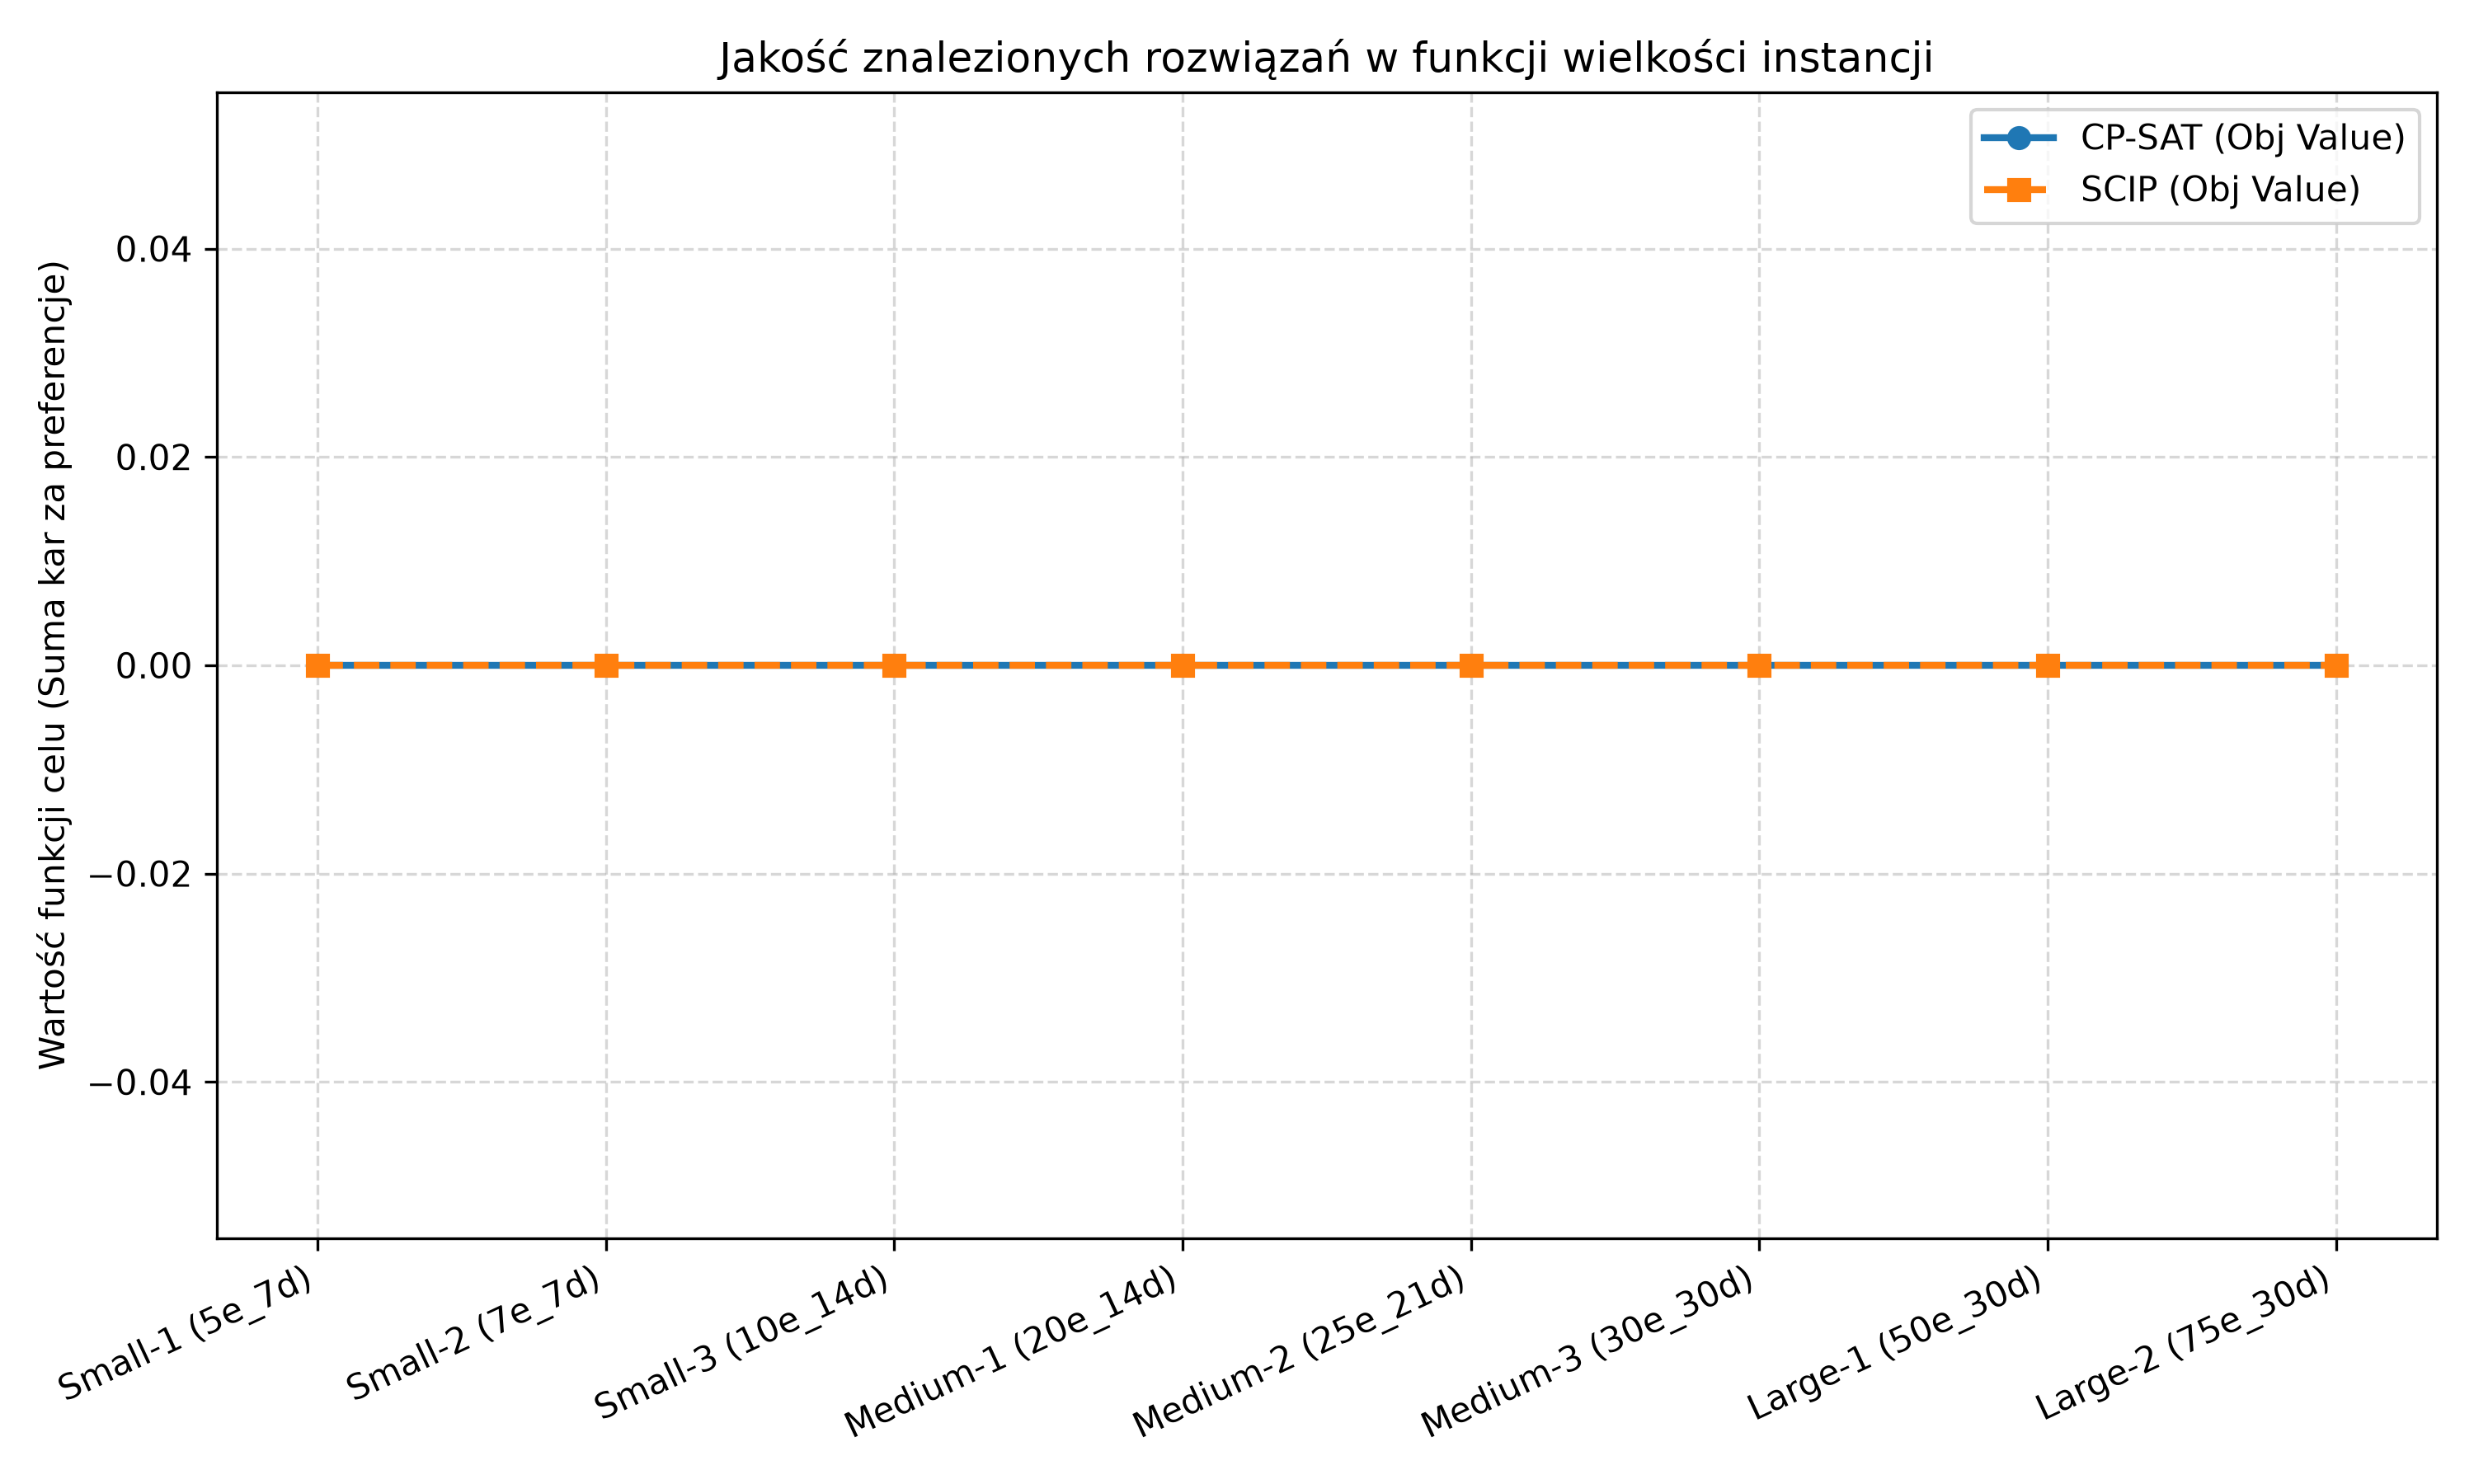 Jakość znalezionych rozwiązań w funkcji wielkości instancji
CP-SAT (Obj Value)
SCIP (Obj Value)
Wartość funkcji celu (Suma kar za preferencje)
0.04
0.02
0.00
−0.02
−0.04
Small-1 (5e_7d)
Small-2 (7e_7d)
Small-3 (10e_14d)
Medium-1 (20e_14d)
Medium-2 (25e_21d)
Medium-3 (30e_30d)
Large-1 (50e_30d)
Large-2 (75e_30d)